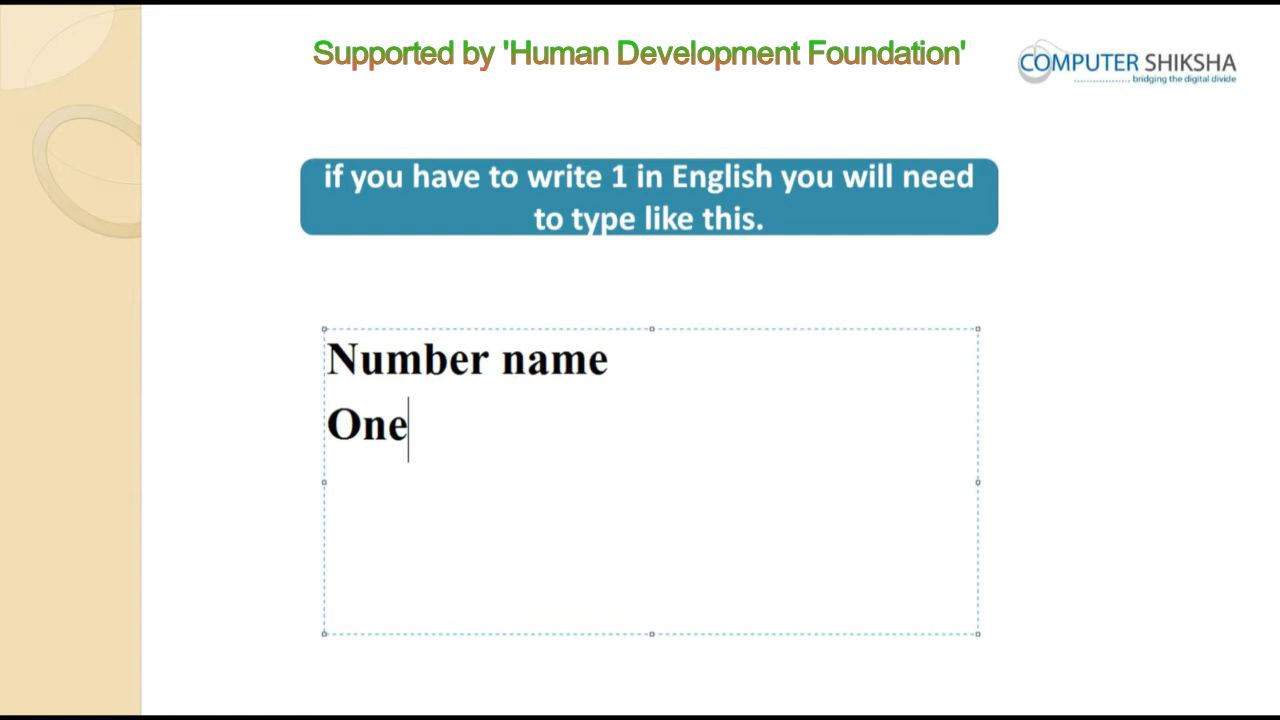 Supported by 'Human Development Foundation'
COMPUTER SHIKSHA
bridging the digital divide
if you have to write 1 in English you will need
to type like this.
Number name
One